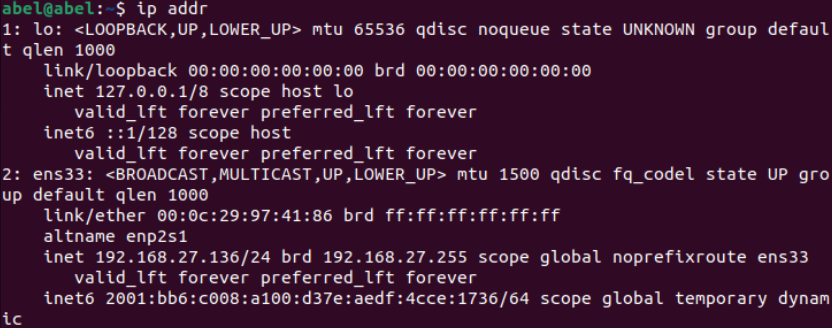 abel@abel:~$ ip addr
1: lo: <LOOPBACK,UP,LOWER_UP> mtu 65536 qdisc noqueue state UNKNOWN group defaul
t qlen 1000
    link/loopback 00:00:00:00:00:00 brd 00:00:00:00:00:00
    inet 127.0.0.1/8 scope host lo
       valid_lft forever preferred_lft forever
    inet6 ::1/128 scope host
       valid_lft forever preferred_lft forever
2: ens33: <BROADCAST,MULTICAST,UP,LOWER_UP> mtu 1500 qdisc fq_codel state UP gro
up default qlen 1000
    link/ether 00:0c:29:97:41:86 brd ff:ff:ff:ff:ff:ff
    altname enp2s1
    inet 192.168.27.136/24 brd 192.168.27.255 scope global noprefixroute ens33
       valid_lft forever preferred_lft forever
    inet6 2001:bb6:c008:a100:d37e:aedf:4cce:1736/64 scope global temporary dynam
ic